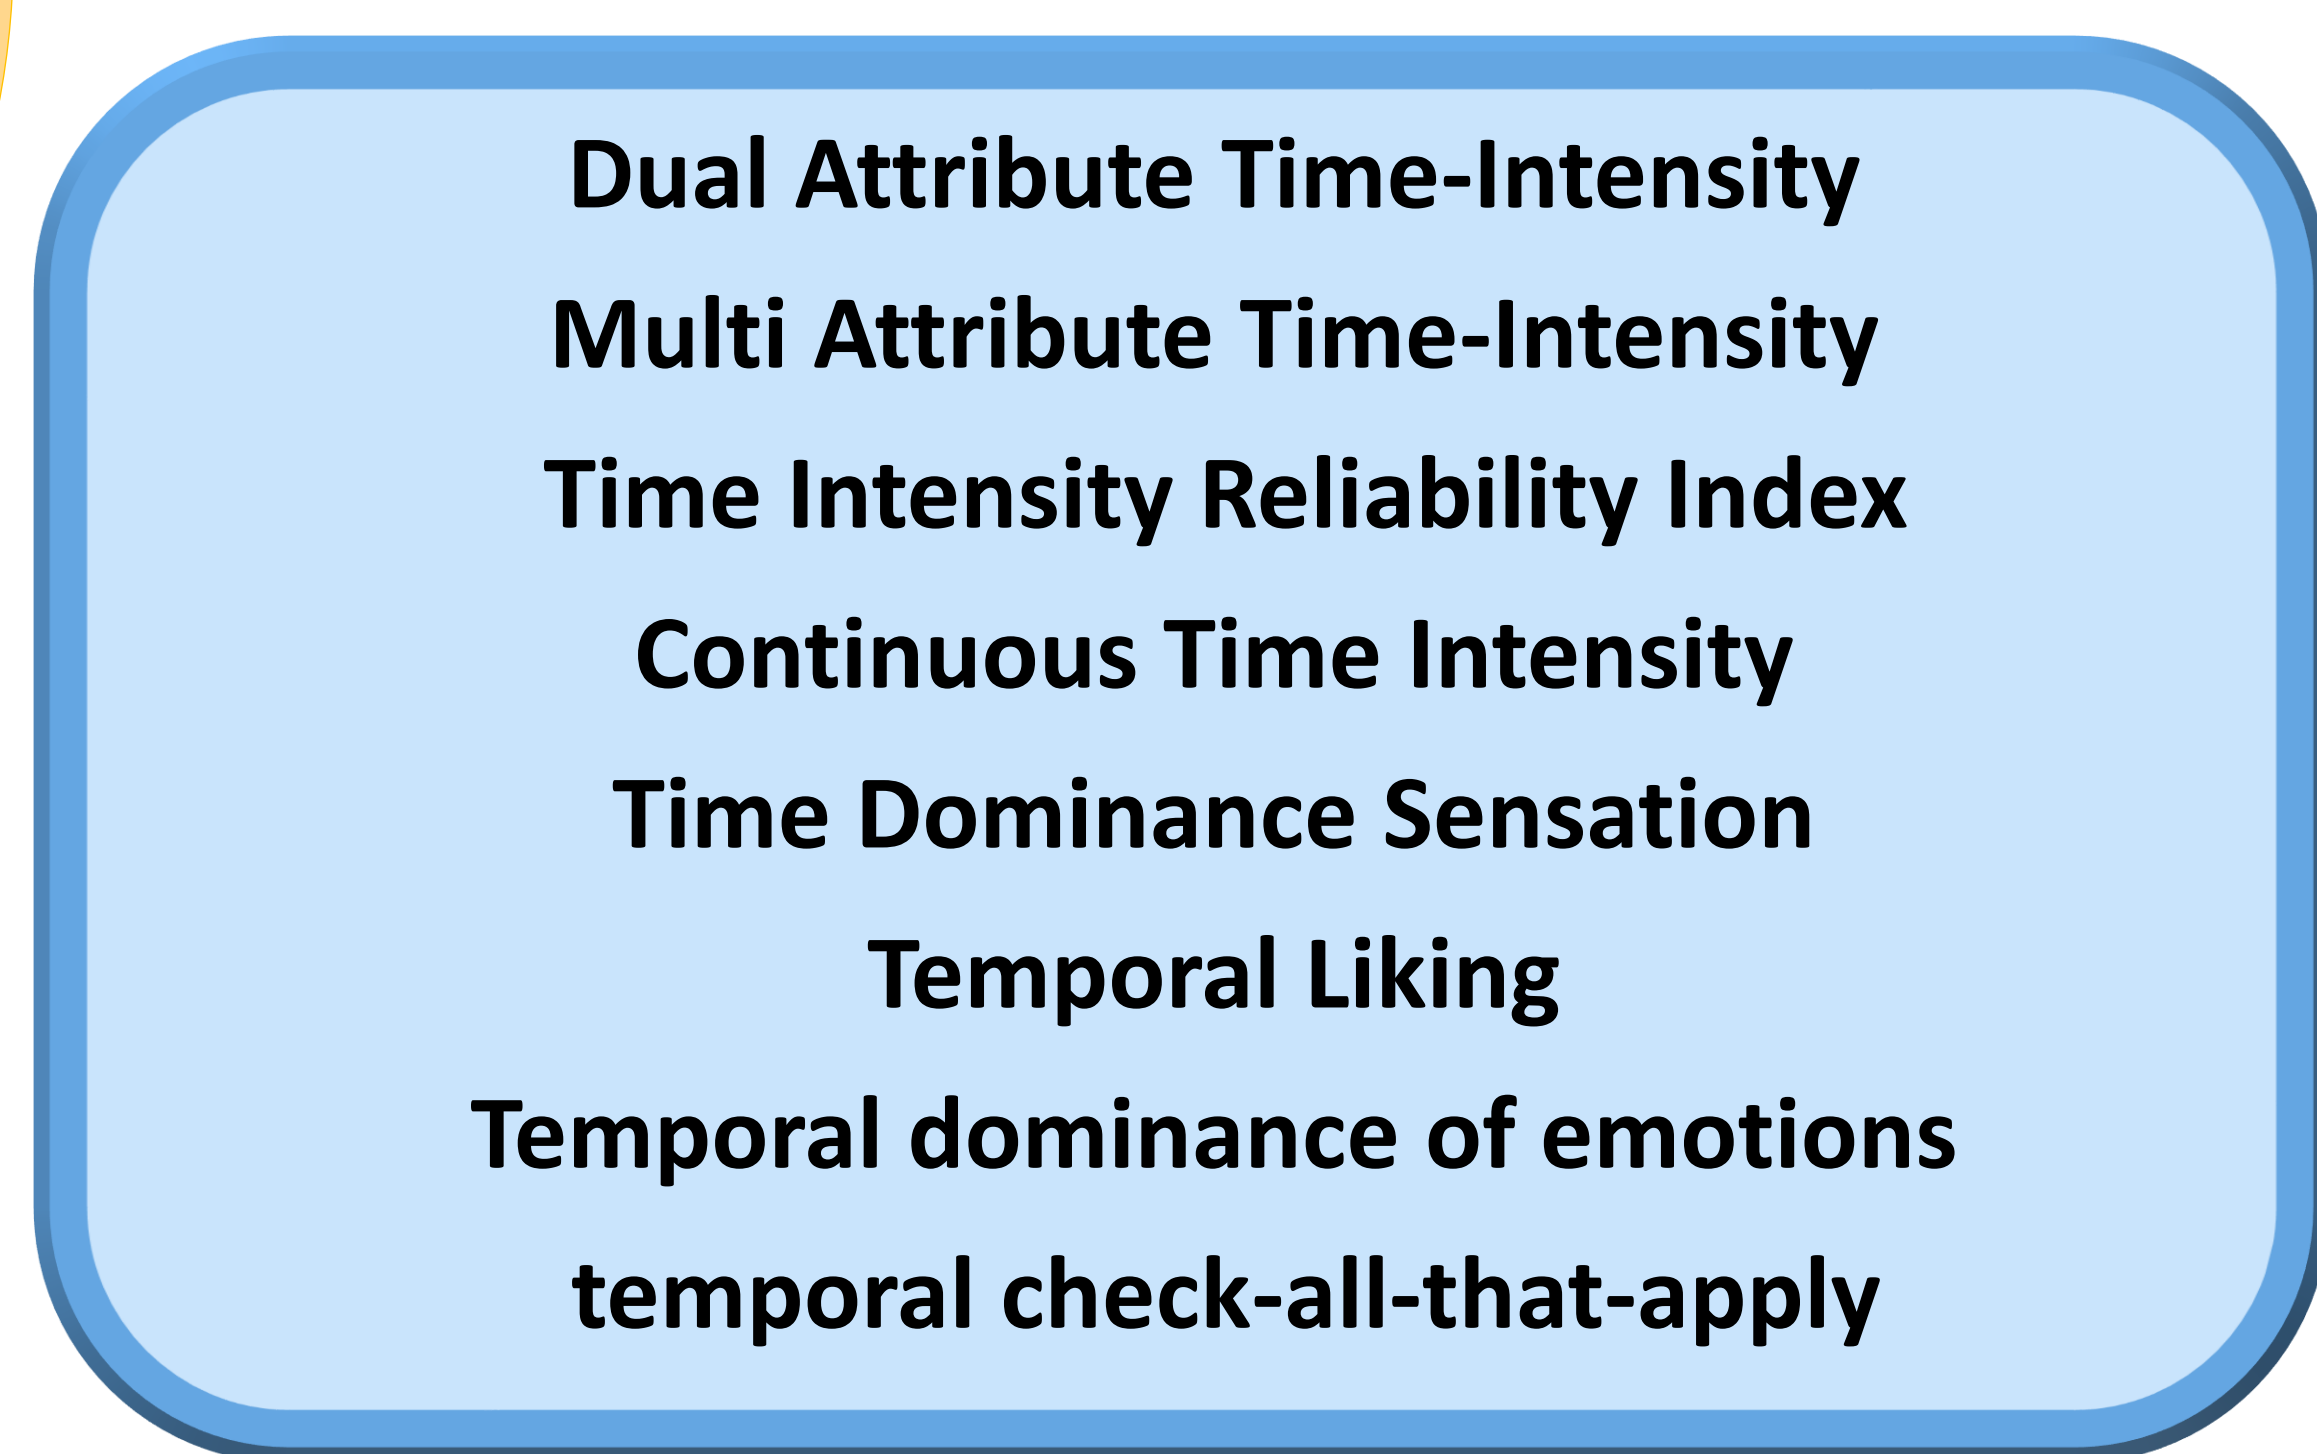 Dual Attribute Time-Intensity
Multi Attribute Time-Intensity
Time Intensity Reliability Index
Continuous Time Intensity
Time Dominance Sensation
Temporal Liking
Temporal dominance of emotions
temporal check-all-that-apply